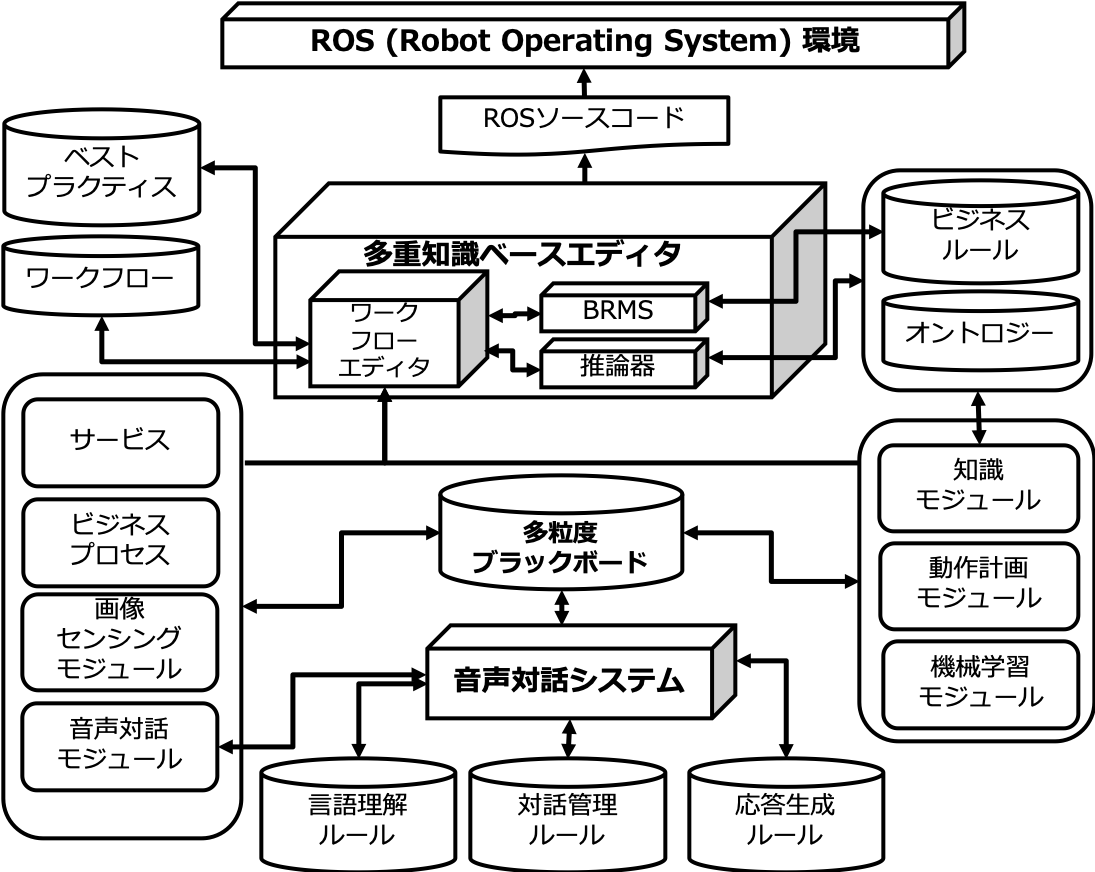 ROS (Robot Operating System) 環境
ROSソースコード
ベスト
プラクティス
ワークフロー
多重知識ベースエディタ
ワーク
フロー
エディタ
BRMS
推論器
ビジネス
ルール
オントロジー
サービス
ビジネス
プロセス
画像
センシング
モジュール
音声対話
モジュール
多粒度
ブラックボード
音声対話システム
知識
モジュール
動作計画
モジュール
機械学習
モジュール
言語理解
ルール
対話管理
ルール
応答生成
ルール